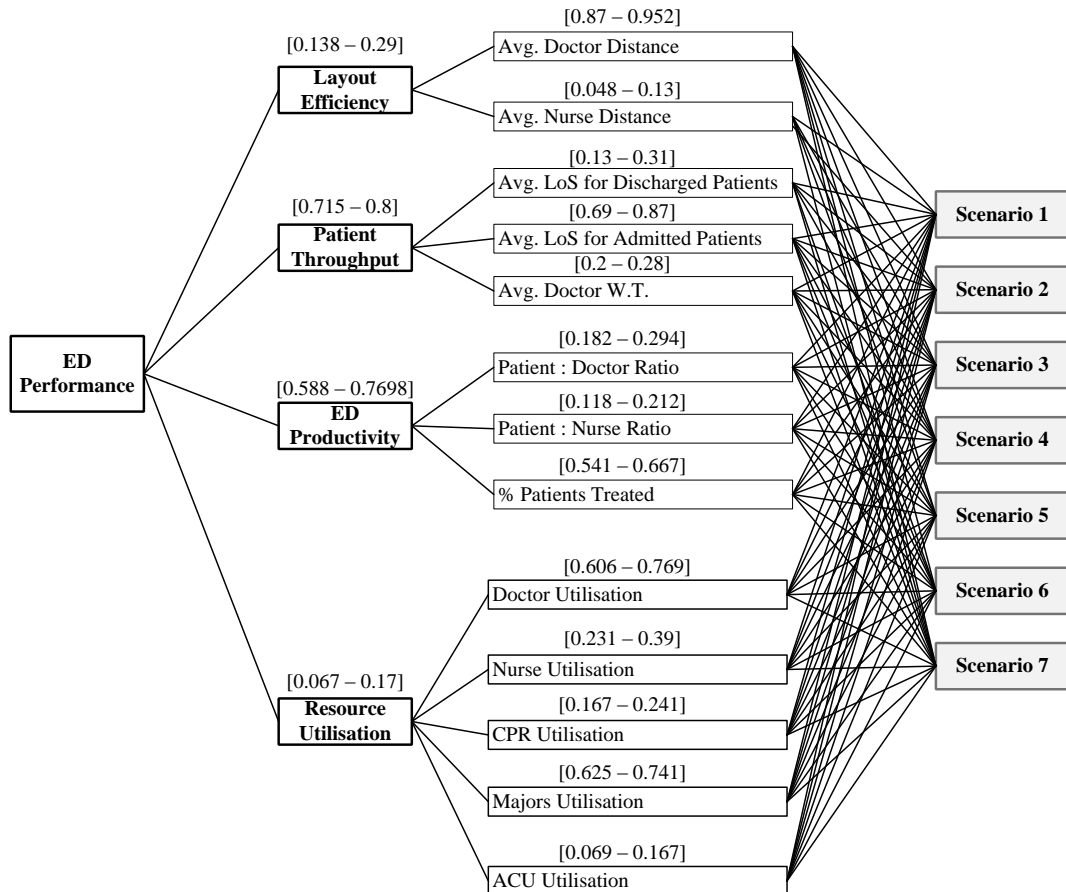 ED
Performance
[0.138 – 0.29]
Layout
Efficiency
[0.715 – 0.8]
Patient
Throughput
[0.588 – 0.7698]
ED
Productivity
[0.067 – 0.17]
Resource
Utilisation
[0.87 – 0.952]
Avg. Doctor Distance
[0.048 – 0.13]
Avg. Nurse Distance
[0.13 – 0.31]
Avg. LoS for Discharged Patients
[0.69 – 0.87]
Avg. LoS for Admitted Patients
[0.2 – 0.28]
Avg. Doctor W.T.
[0.182 – 0.294]
Patient : Doctor Ratio
[0.118 – 0.212]
Patient : Nurse Ratio
[0.541 – 0.667]
% Patients Treated
[0.606 – 0.769]
Doctor Utilisation
[0.231 – 0.39]
Nurse Utilisation
[0.167 – 0.241]
CPR Utilisation
[0.625 – 0.741]
Majors Utilisation
[0.069 – 0.167]
ACU Utilisation
Scenario 1
Scenario 2
Scenario 3
Scenario 4
Scenario 5
Scenario 6
Scenario 7